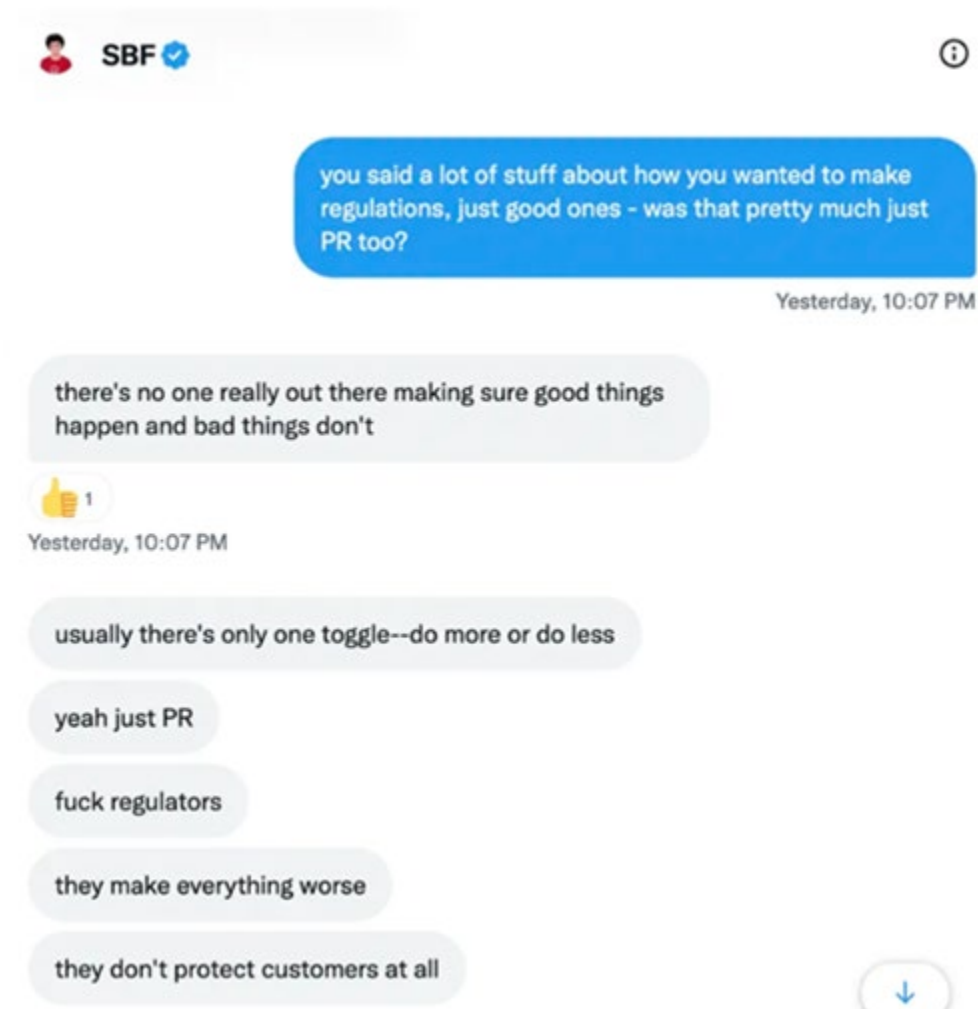 SBF
you said a lot of stuff about how you wanted to make
regulations, just good ones - was that pretty much just
PR too?
Yesterday, 10:07 PM
there's no one really out there making sure good things
happen and bad things don't
1
Yesterday, 10:07 PM
usually there's only one toggle--do more or do less
yeah just PR
fuck regulators
they make everything worse
they don't protect customers at all